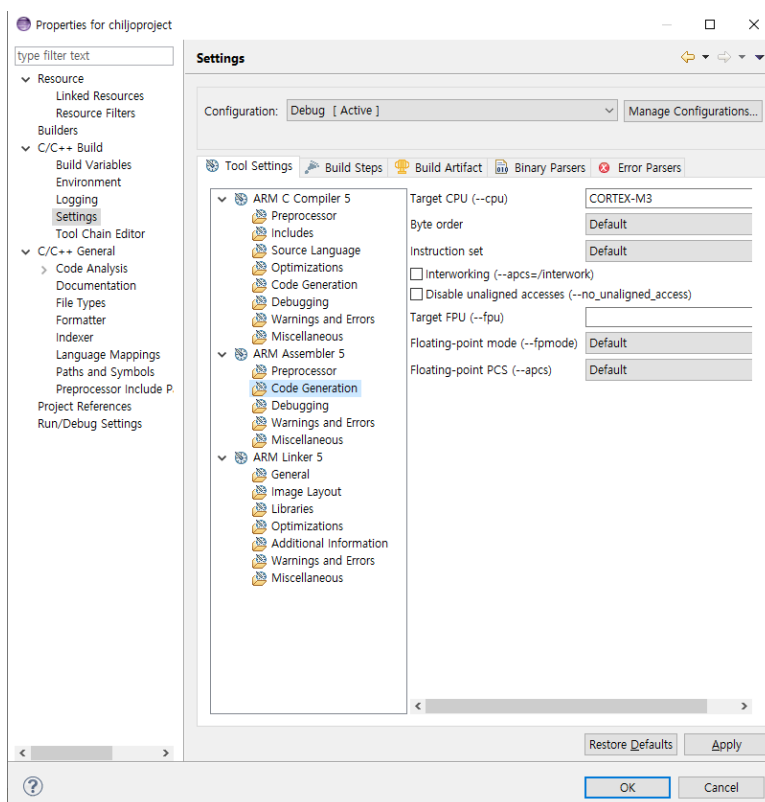 Properties for chiljoproject
type filter text
Resource
Linked Resources
Resource Filters
Builders
C/C++ Build
Build Variables
Environment
Logging
Settings
Tool Chain Editor
C/C++ General
Code Analysis
Documentation
File Types
Formatter
Indexer
Language Mappings
Paths and Symbols
Preprocessor Include P
Project References
Run/Debug Settings
Settings
Configuration: Debug [ Active ] Manage Configurations...
Tool Settings Build Steps Build Artifact Binary Parsers Error Parsers
ARM C Compiler 5
Preprocessor
Includes
Source Language
Optimizations
Code Generation
Debugging
Warnings and Errors
Miscellaneous
ARM Assembler 5
Preprocessor
Code Generation
Debugging
Warnings and Errors
Miscellaneous
ARM Linker 5
General
Image Layout
Libraries
Optimizations
Additional Information
Warnings and Errors
Miscellaneous
Target CPU (--cpu) CORTEX-M3
Byte order Default
Instruction set Default
Interworking (--apcs=/interwork)
Disable unaligned accesses (--no_unaligned_access)
Target FPU (--fpu)
Floating-point mode (--fpmode) Default
Floating-point PCS (--apcs) Default
Restore Defaults Apply
OK Cancel